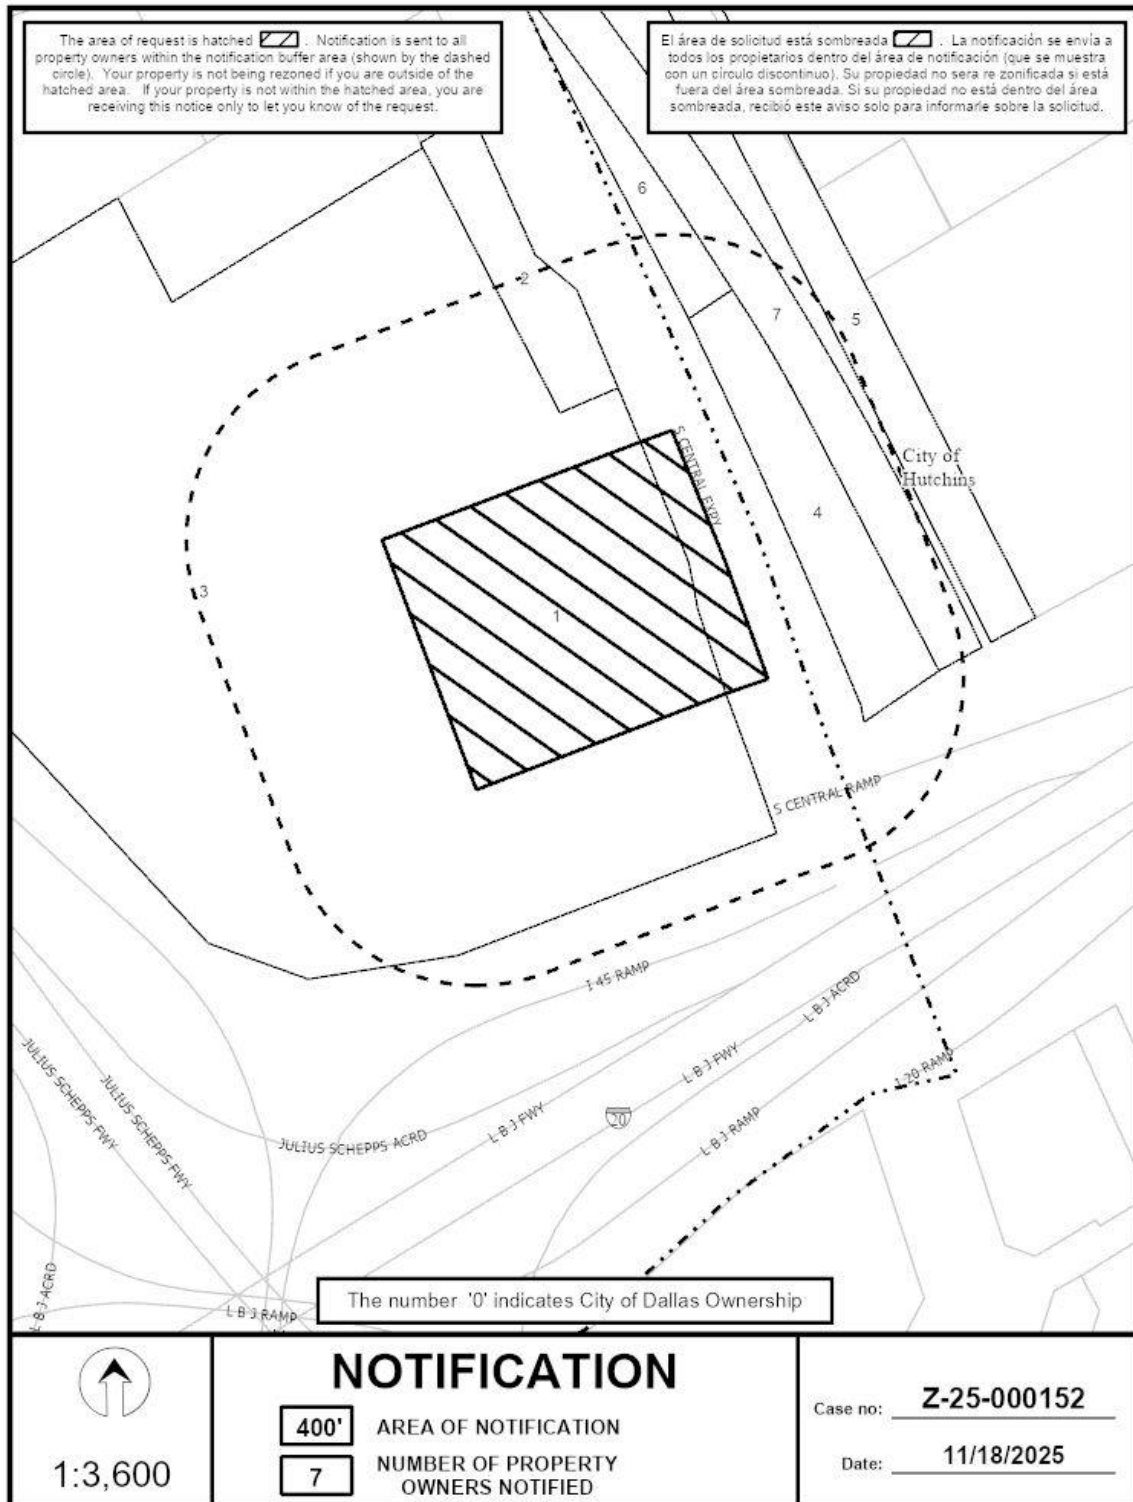 The area of request is hatched . Notification is sent to all
property owners within the notification buffer area (shown by the dashed
circle). Your property is not being rezoned if you are outside of the
hatched area. If your property is not within the hatched area, you are
receiving this notice only to let you know of the request.
El área de solicitud está sombreada . La notificación se envía a
todos los propietarios dentro del área de notificación (que se muestra
con un círculo discontinuo). Su propiedad no sera re zonificada si está
fuera del área sombreada. Si su propiedad no está dentro del área
sombreada, recibió este aviso solo para informarle sobre la solicitud.
6
2
7
5
S CENTRAL EXPY
City of
Hutchins
4
3
1
S CENTRAL RAMP
I 45 RAMP
L B J ACRD
L B J FWY
I 20 RAMP
JULIUS SCHEPPS FWY
JULIUS SCHEPPS FWY
L B J FWY
20
JULIUS SCHEPPS ACRD
L B J RAMP
L B J ACRD
L B J RAMP
The number '0' indicates City of Dallas Ownership
1:3,600
NOTIFICATION
400' AREA OF NOTIFICATION
7 NUMBER OF PROPERTY
OWNERS NOTIFIED
Case no: Z-25-000152
Date: 11/18/2025